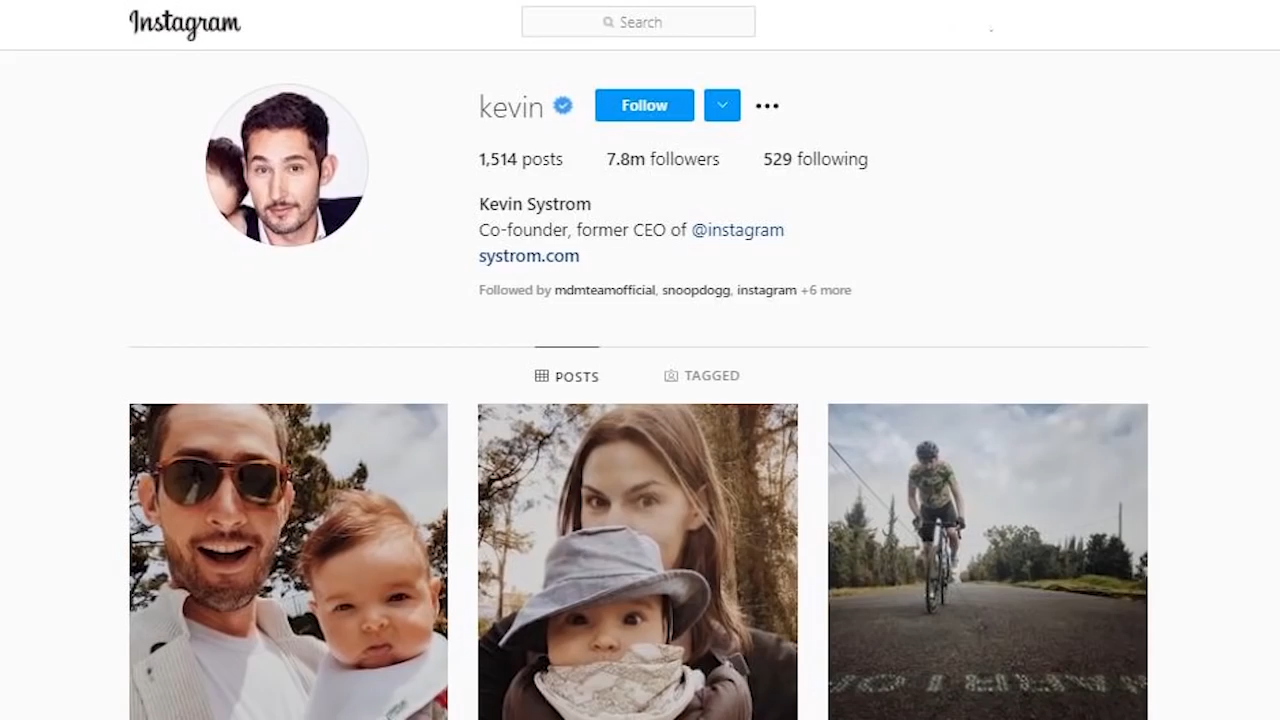 Instagram
Search
kevin Follow
1,514 posts 7.8m followers 529 following
Kevin Systrom
Co-founder, former CEO of @instagram
systrom.com
Followed by mdmteamofficial, snoopdogg, instagram +6 more
POSTS TAGGED